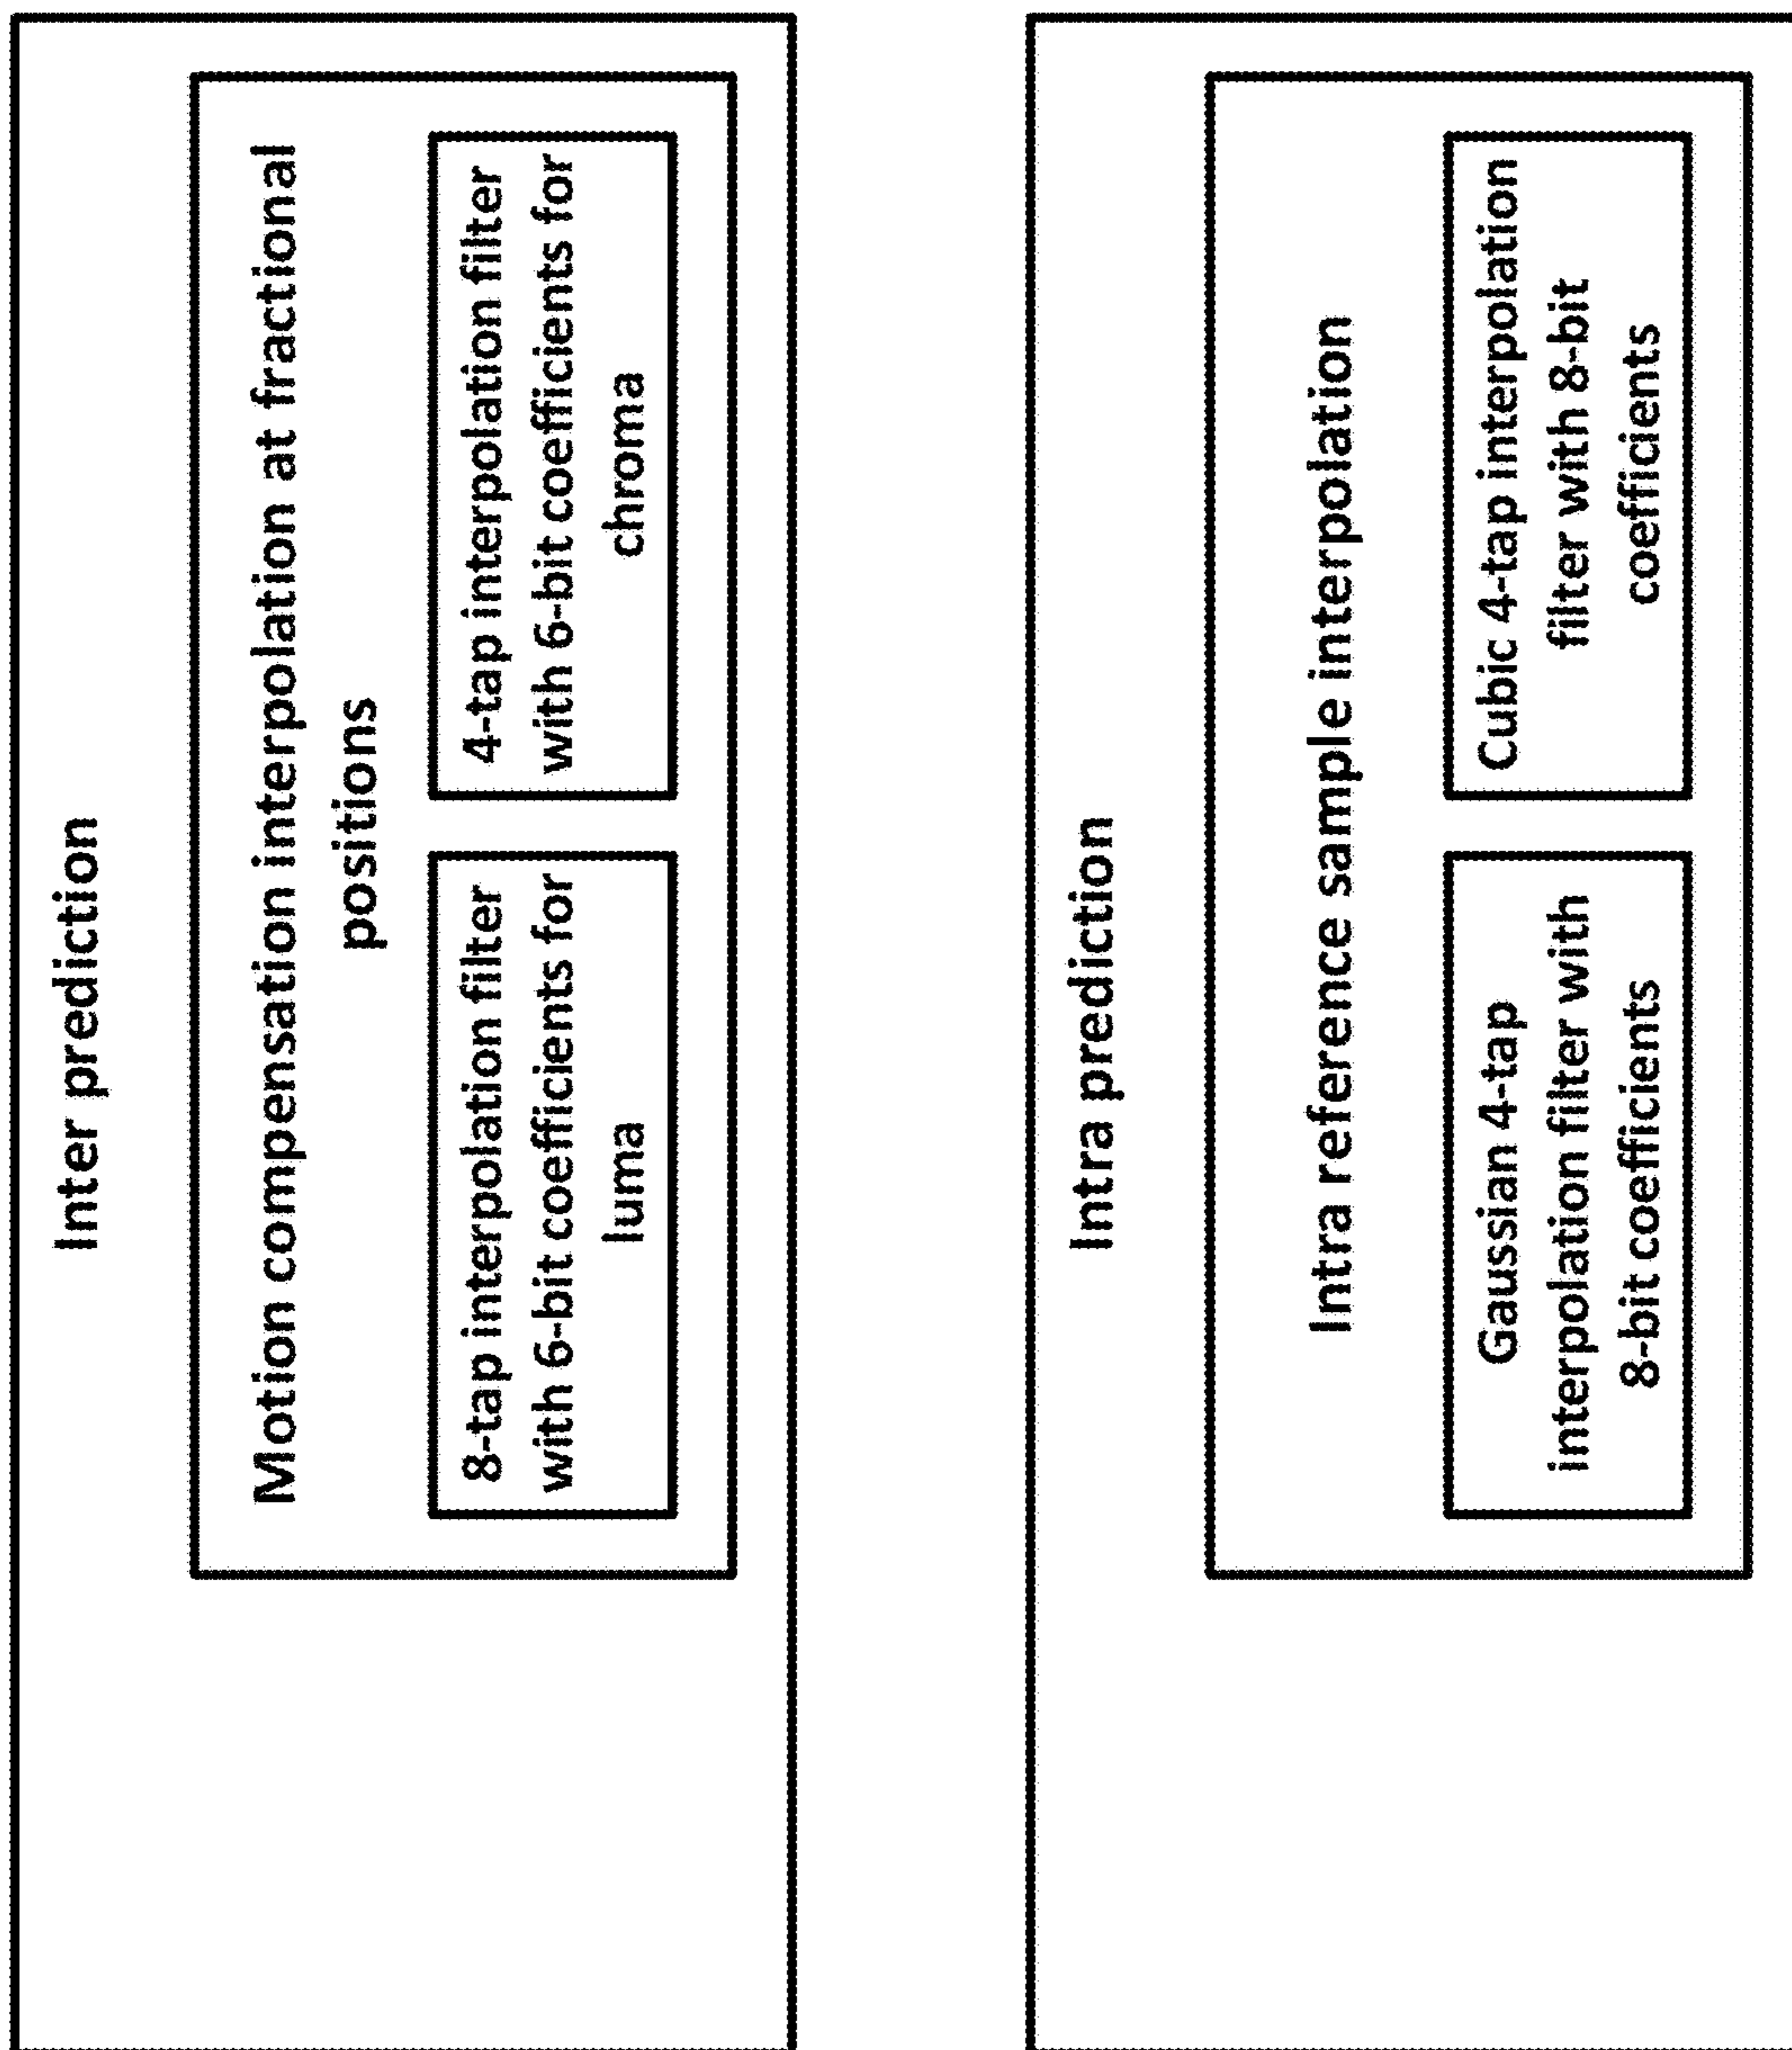 Inter prediction
Motion compensation interpolation at fractional
positions
8-tap interpolation filter
with 6-bit coefficients for
luma
4-tap interpolation filter
with 6-bit coefficients for
chroma
Intra prediction
Intra reference sample interpolation
Gaussian 4-tap
interpolation filter with
8-bit coefficients
Cubic 4-tap interpolation
filter with 8-bit
coefficients